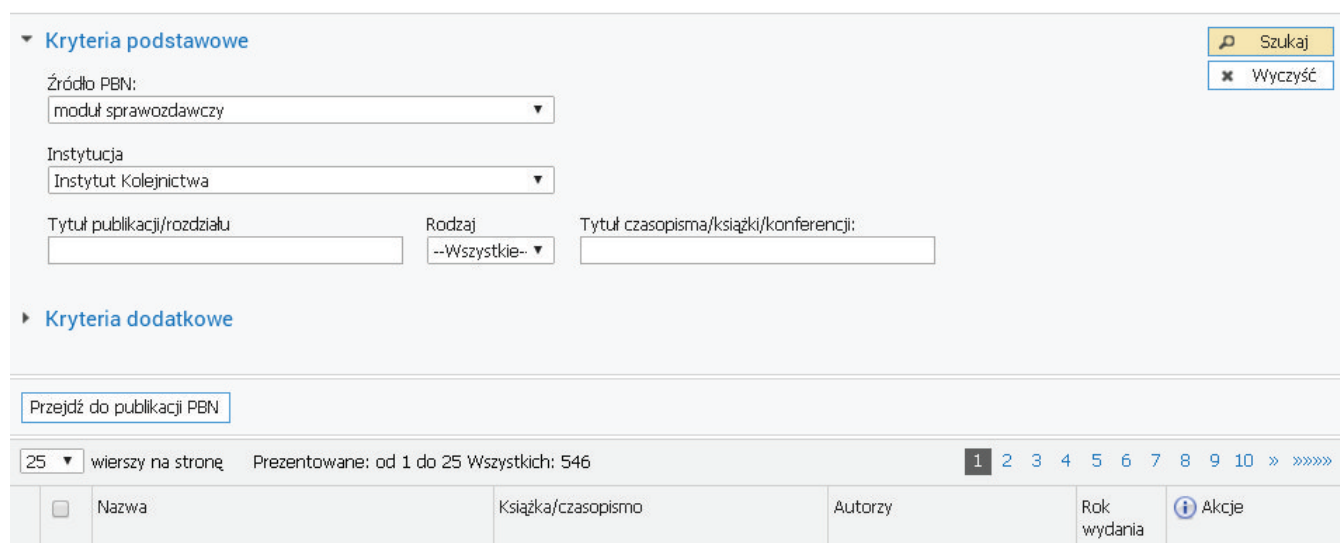 Kryteria podstawowe
Szukaj
Źródło PBN:
Wyczyść
moduł sprawozdawczy
Instytucja
Instytut Kolejnictwa
Tytuł publikacji/rozdziału Rodzaj Tytuł czasopisma/książki/konferencji:
--Wszystkie--
Kryteria dodatkowe
Przejdź do publikacji PBN
25 wierszy na stronę Prezentowane: od 1 do 25 Wszystkich: 546 1 2 3 4 5 6 7 8 9 10 » »»»»
Nazwa Książka/czasopismo Autorzy Rok wydania Akcje